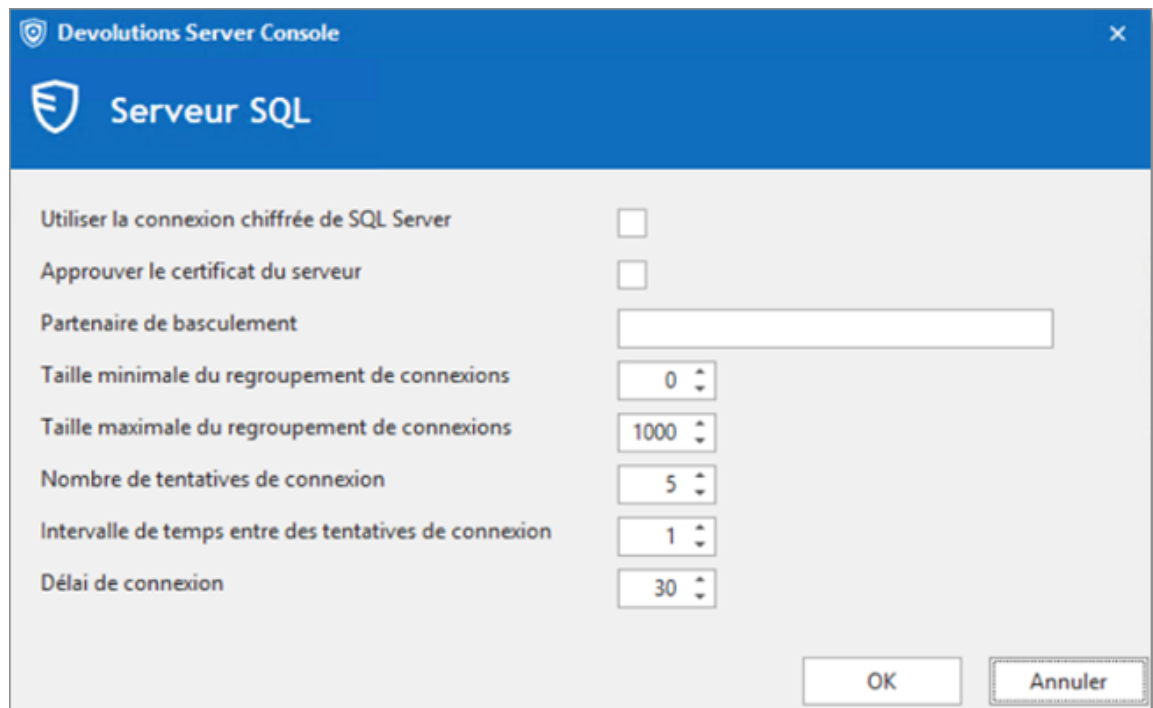 Devolutions Server Console
Serveur SQL
Utiliser la connexion chiffrée de SQL Server
Approuver le certificat du serveur
Partenaire de basculement
Taille minimale du regroupement de connexions 0
Taille maximale du regroupement de connexions 1000
Nombre de tentatives de connexion 5
Intervalle de temps entre des tentatives de connexion 1
Délai de connexion 30
OK Annuler